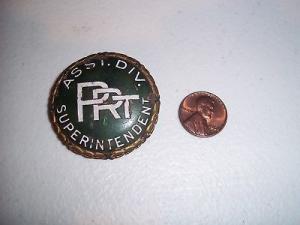 ASST. DIV.
PRT
SUPERINTENDENT